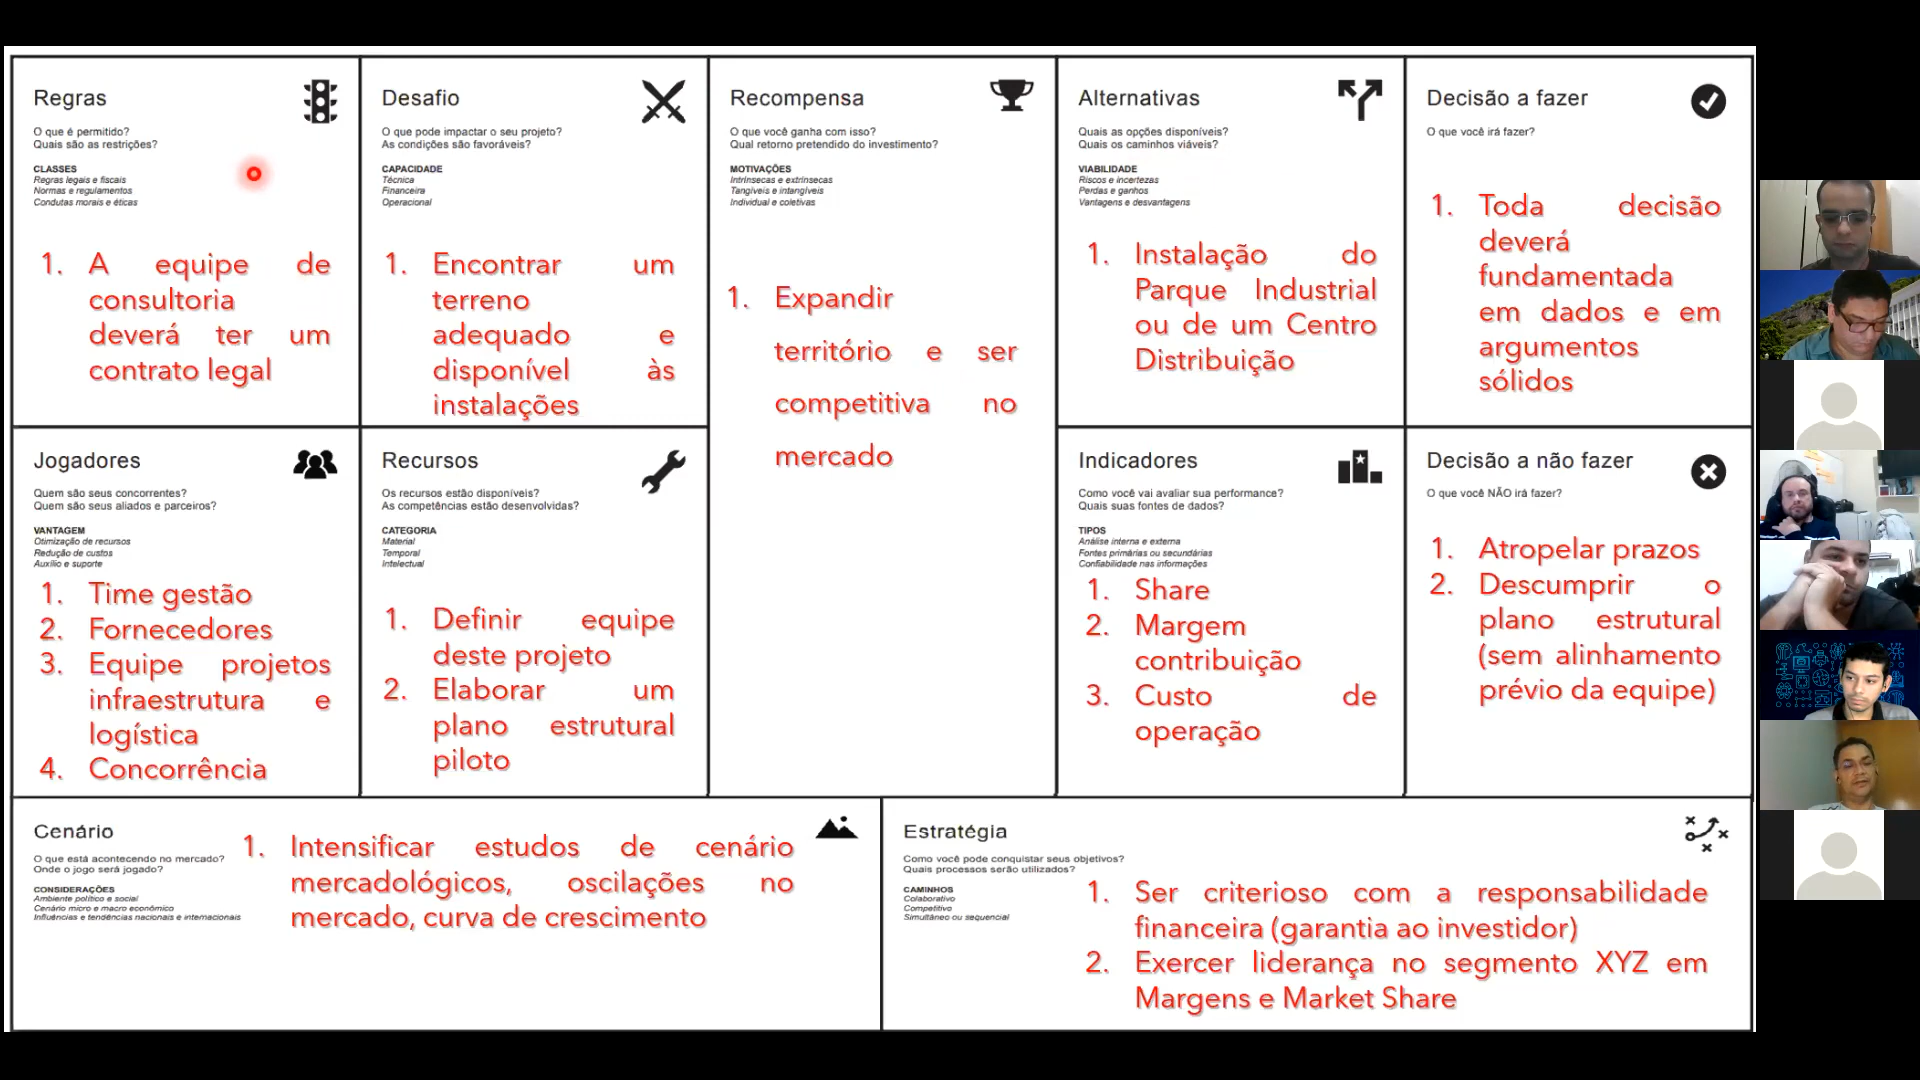 Regras
O que é permitido?
Quais são as restrições?
CLASSES
Regras legais e fiscais
Normas e regulamentos
Condutas morais e éticas
1. A equipe de
consultoria
deverá ter um
contrato legal
Desafio
O que pode impactar o seu projeto?
As condições são favoráveis?
CAPACIDADE
Técnica
Financeira
Operacional
1. Encontrar um
terreno
adequado e
disponível às
instalações
Recompensa
O que você ganha com isso?
Qual retorno pretendido do investimento?
MOTIVAÇÕES
Intrínsecas e extrínsecas
Tangíveis e intangíveis
Individual e coletivas
1. Expandir
território e ser
competitiva no
mercado
Alternativas
Quais as opções disponíveis?
Quais os caminhos viáveis?
VIABILIDADE
Riscos e incertezas
Perdas e ganhos
Vantagens e desvantagens
1. Instalação do
Parque Industrial
ou de um Centro
Distribuição
Decisão a fazer
O que você irá fazer?
1. Toda decisão
deverá
fundamentada
em dados e em
argumentos
sólidos
Jogadores
Quem são seus concorrentes?
Quem são seus aliados e parceiros?
VANTAGEM
Otimização de recursos
Redução de custos
Auxílio e suporte
1. Time gestão
2. Fornecedores
3. Equipe projetos
infraestrutura e
logística
4. Concorrência
Recursos
Os recursos estão disponíveis?
As competências estão desenvolvidas?
CATEGORIA
Material
Temporal
Intelectual
1. Definir equipe
deste projeto
2. Elaborar um
plano estrutural
piloto
Indicadores
Como você vai avaliar sua performance?
Quais suas fontes de dados?
TIPOS
Análise interna e externa
Fontes primárias ou secundárias
Confiabilidade nas informações
1. Share
2. Margem
contribuição
3. Custo de
operação
Decisão a não fazer
O que você NÃO irá fazer?
1. Atropelar prazos
2. Descumprir o
plano estrutural
(sem alinhamento
prévio da equipe)
Cenário
O que está acontecendo no mercado?
Onde o jogo será jogado?
CONSIDERAÇÕES
Ambiente político e social
Cenário micro e macro econômico
Influências e tendências nacionais e internacionais
1. Intensificar estudos de cenário
mercadológicos, oscilações no
mercado, curva de crescimento
Estratégia
Como você pode conquistar seus objetivos?
Quais processos serão utilizados?
CAMINHOS
Colaborativo
Competitivo
Simultâneo ou sequencial
1. Ser criterioso com a responsabilidade
financeira (garantia ao investidor)
2. Exercer liderança no segmento XYZ em
Margens e Market Share